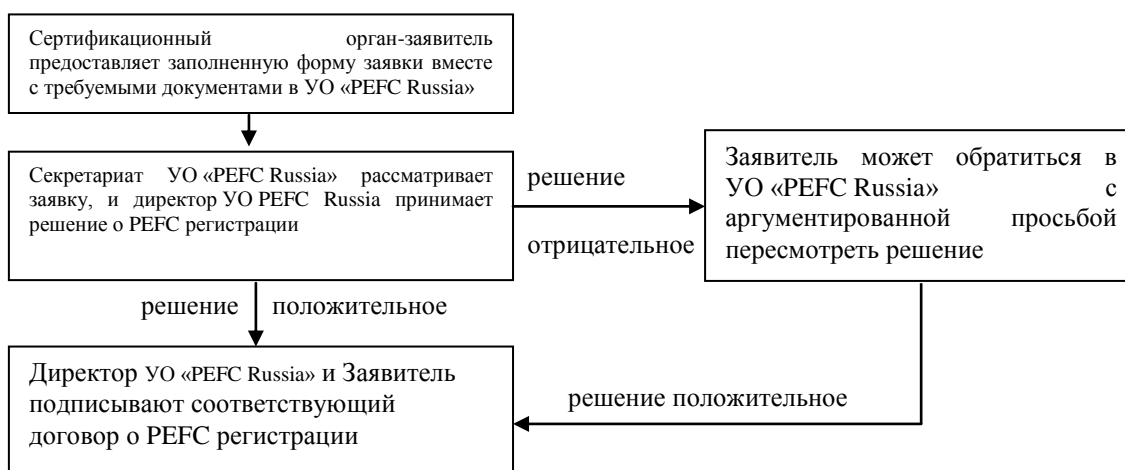 Сертификационный орган-заявитель
предоставляет заполненную форму заявки вместе
с требуемыми документами в УО «PEFC Russia»
Секретариат УО «PEFC Russia» рассматривает
заявку, и директор УО PEFC Russia принимает
решение о PEFC регистрации
решение
отрицательное
Заявитель может обратиться в
УО «PEFC Russia» с
аргументированной просьбой
пересмотреть решение
решение положительное
Директор УО «PEFC Russia» и Заявитель
подписывают соответствующий
договор о PEFC регистрации
решение положительное